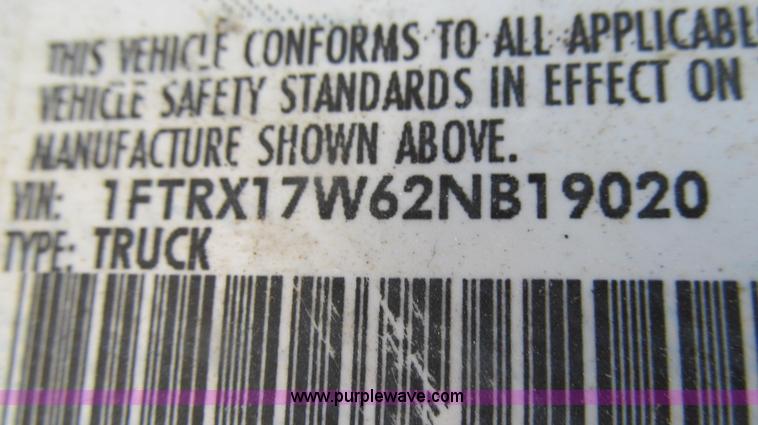 THIS VEHICLE CONFORMS TO ALL APPLICABL
VEHICLE SAFETY STANDARDS IN EFFECT ON
MANUFACTURE SHOWN ABOVE.
VIN: 1FTRX17W62NB19020
TYPE: TRUCK
www.purplewave.com